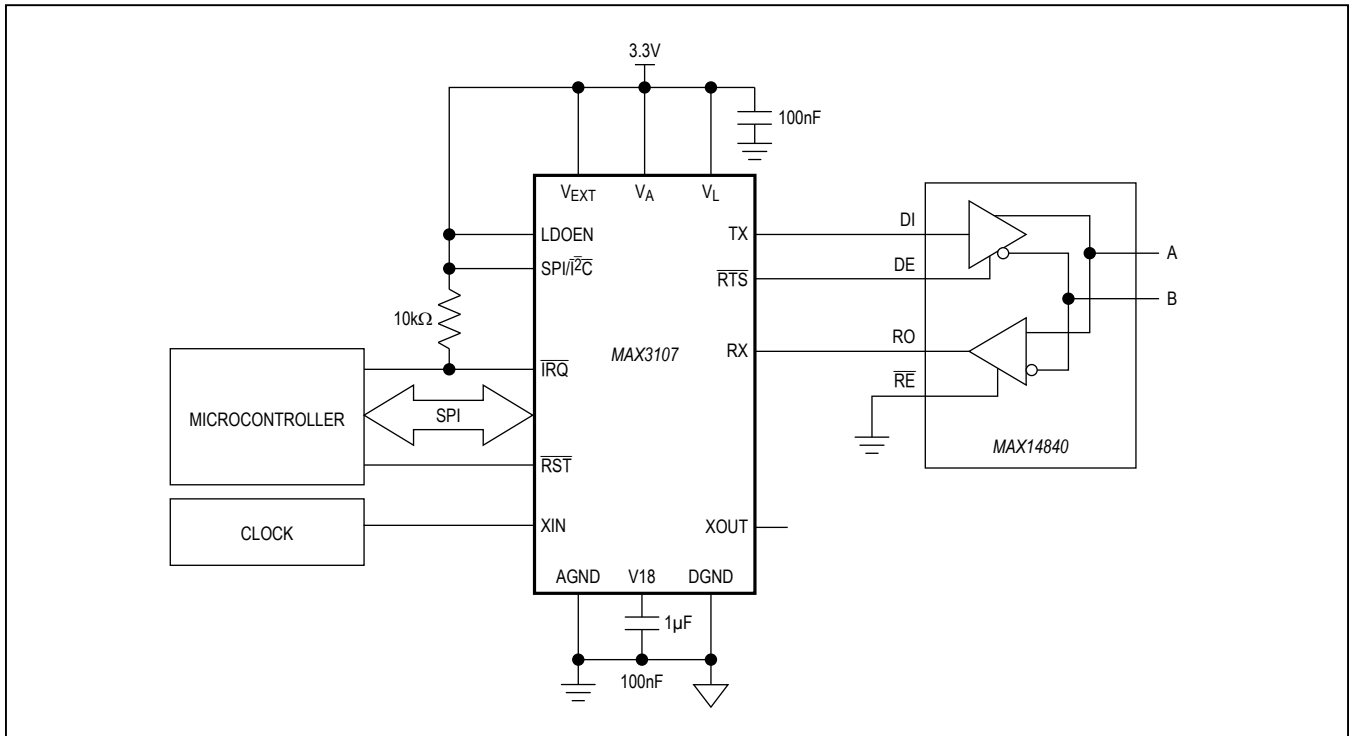 3.3V
100nF
VEXT VA VL
LDOEN
SPI/I2C
10kΩ
IRQ
MAX3107
TX
RTS
RX
DI
DE
RO
RE
A
B
MAX14840
MICROCONTROLLER
SPI
RST
CLOCK
XIN
XOUT
AGND V18 DGND
1µF
100nF